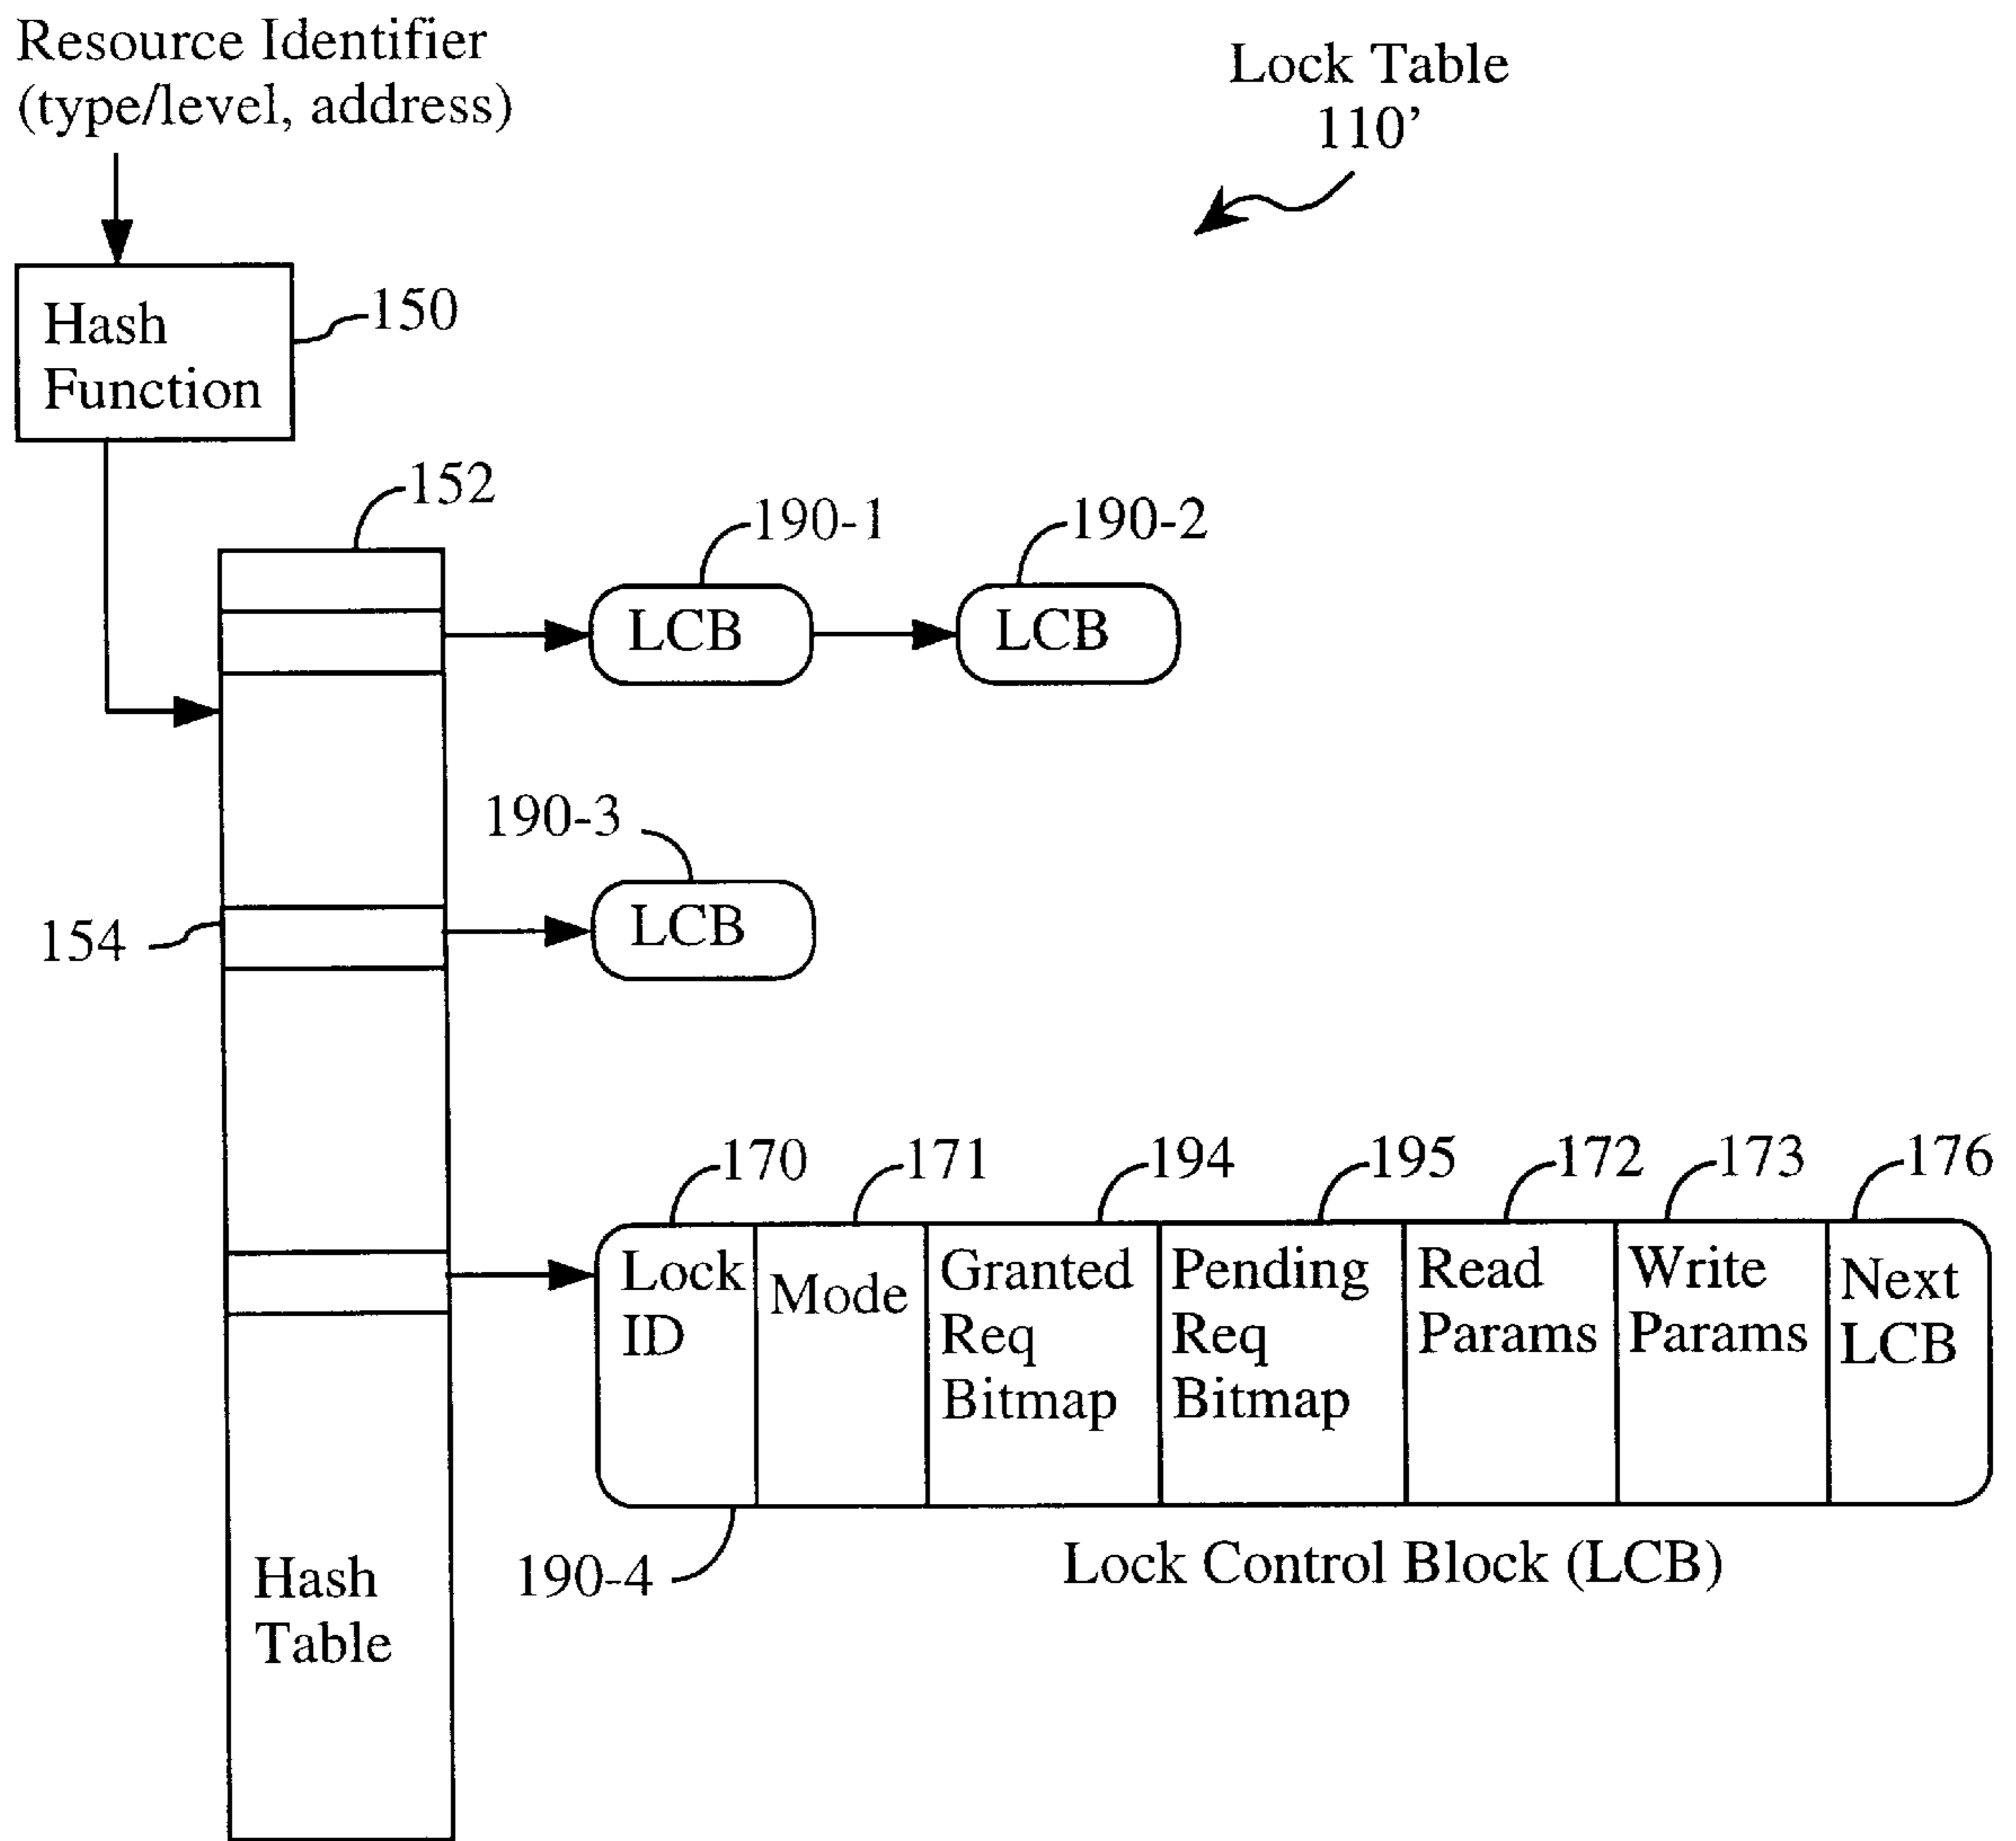 Resource Identifier
(type/level, address)
Lock Table
110'
Hash
Function
150
152
190-1
190-2
LCB
LCB
190-3
LCB
154
170
171
194
195
172
173
176
Lock
ID
Mode
Granted
Req
Bitmap
Pending
Req
Bitmap
Read
Params
Write
Params
Next
LCB
190-4
Lock Control Block (LCB)
Hash
Table